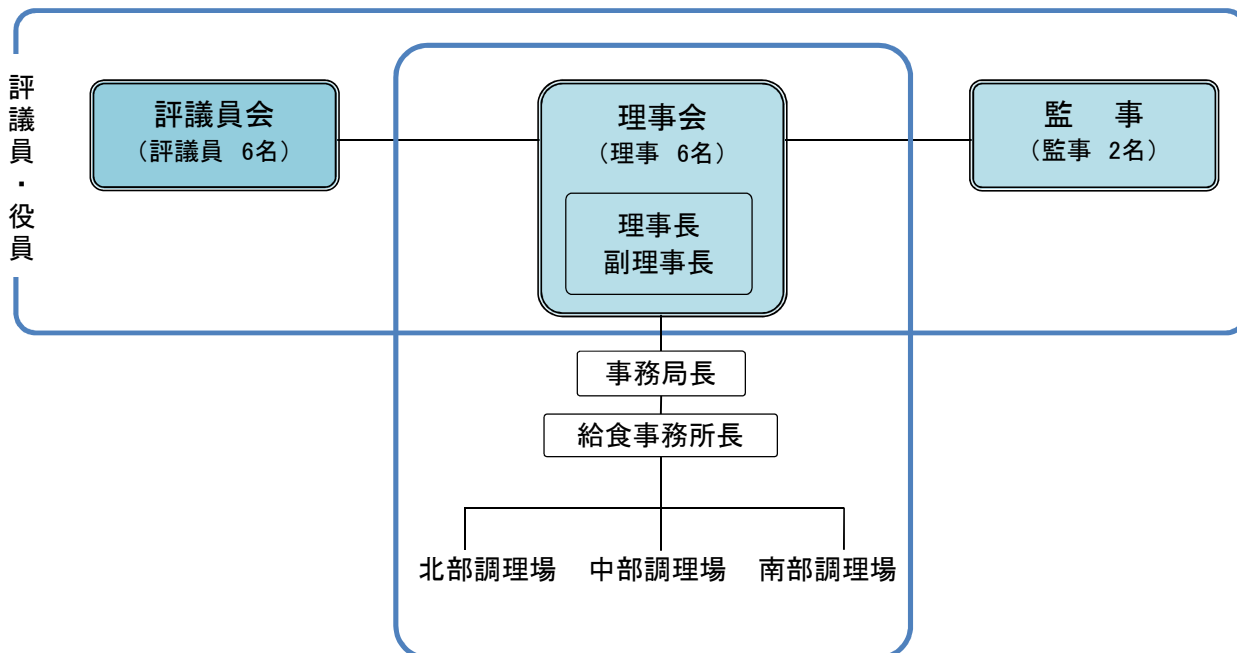 評議員・役員
評議員会
（評議員 6名）
理事会
（理事 6名）
理事長
副理事長
監　事
（監事 2名）
事務局長
給食事務所長
北部調理場
中部調理場
南部調理場